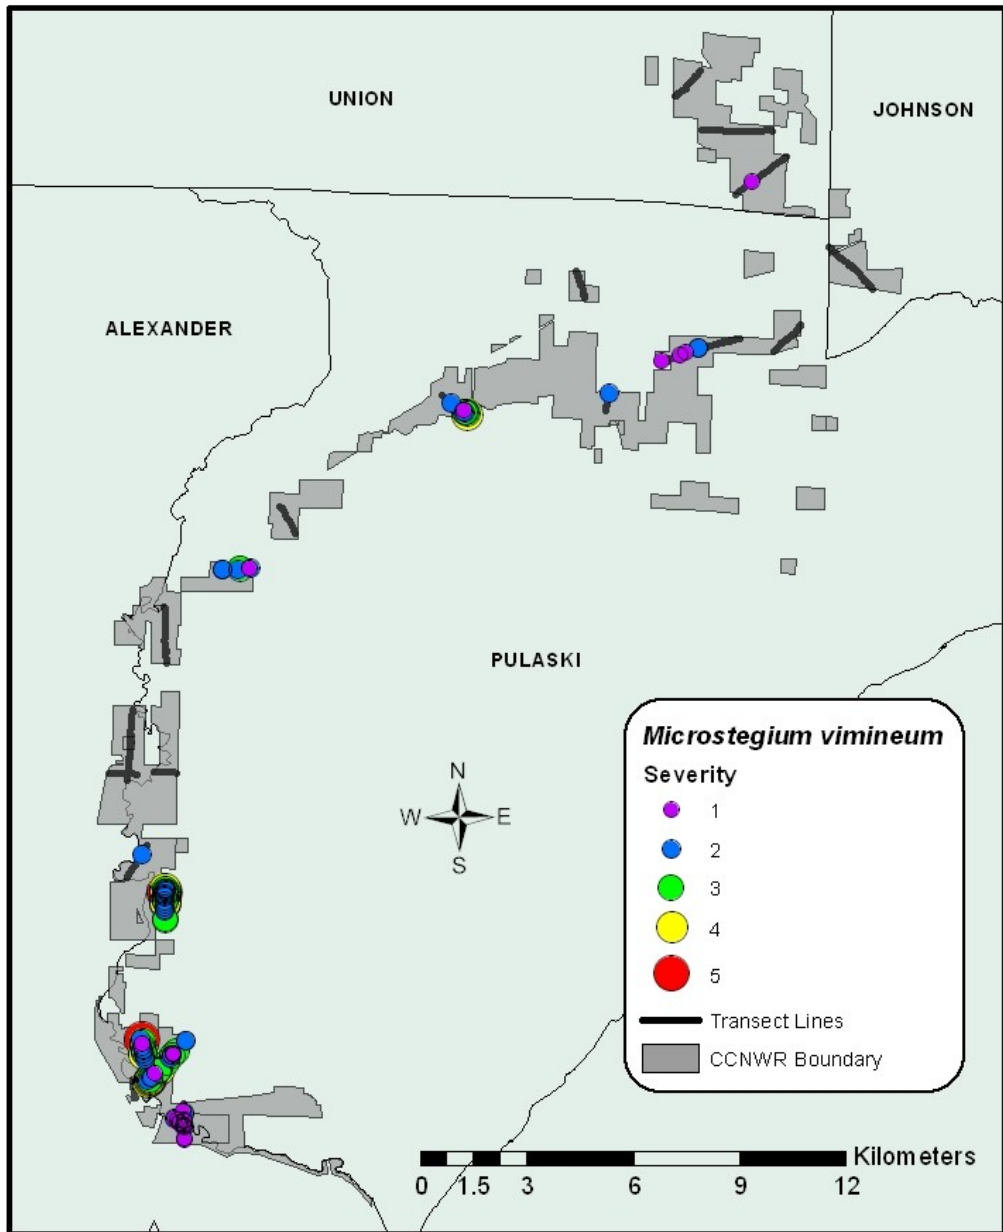 UNION
JOHNSON
ALEXANDER
PULASKI
N
W E
S
Microstegium vimineum
Severity
1
2
3
4
5
Transect Lines
CCNWR Boundary
Kilometers
0 1.5 3 6 9 12